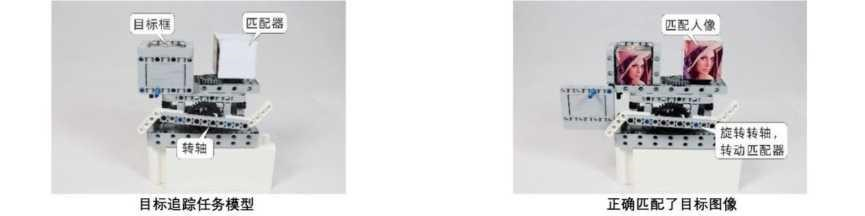 目标框
匹配器
转轴
目标追踪任务模型
匹配人像
旋转转轴，
转动匹配器
正确匹配了目标图像